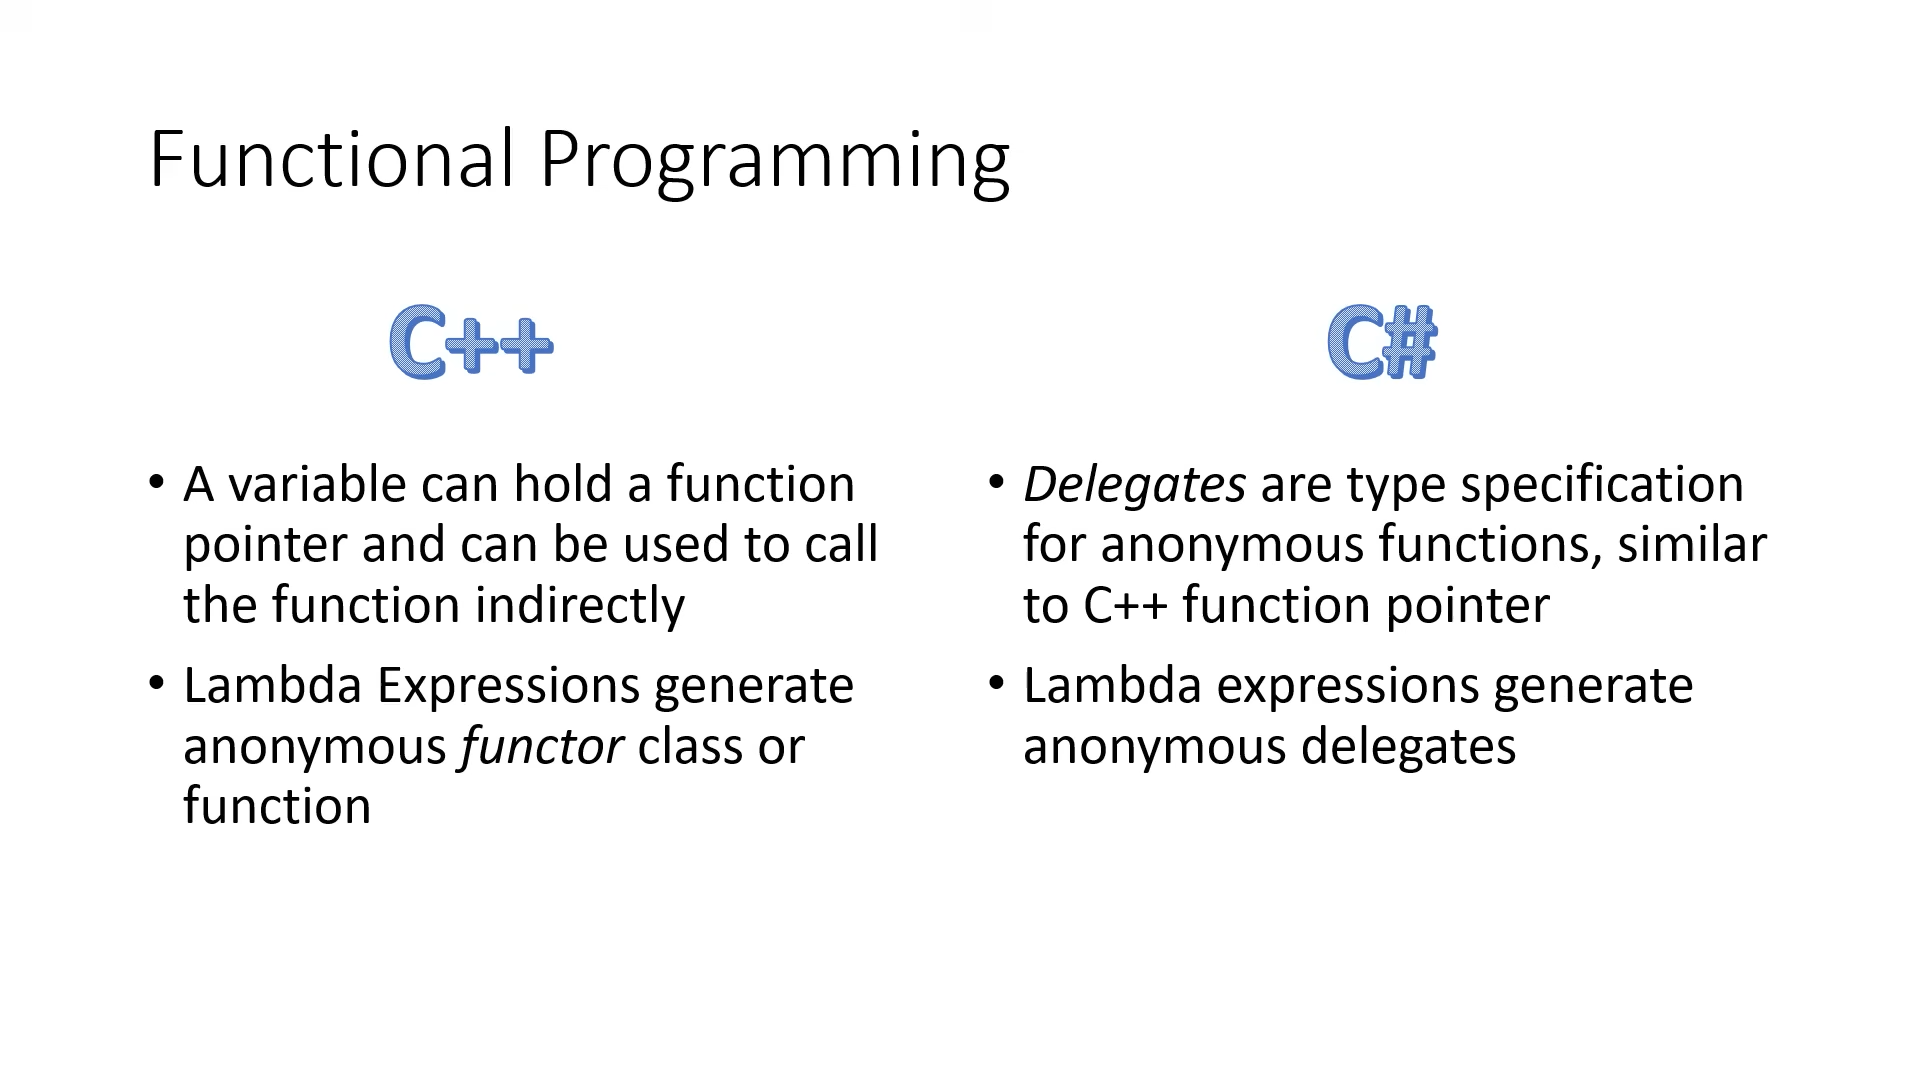 Functional Programming
C++
• A variable can hold a function
pointer and can be used to call
the function indirectly
• Lambda Expressions generate
anonymous functor class or
function
C#
• Delegates are type specification
for anonymous functions, similar
to C++ function pointer
• Lambda expressions generate
anonymous delegates